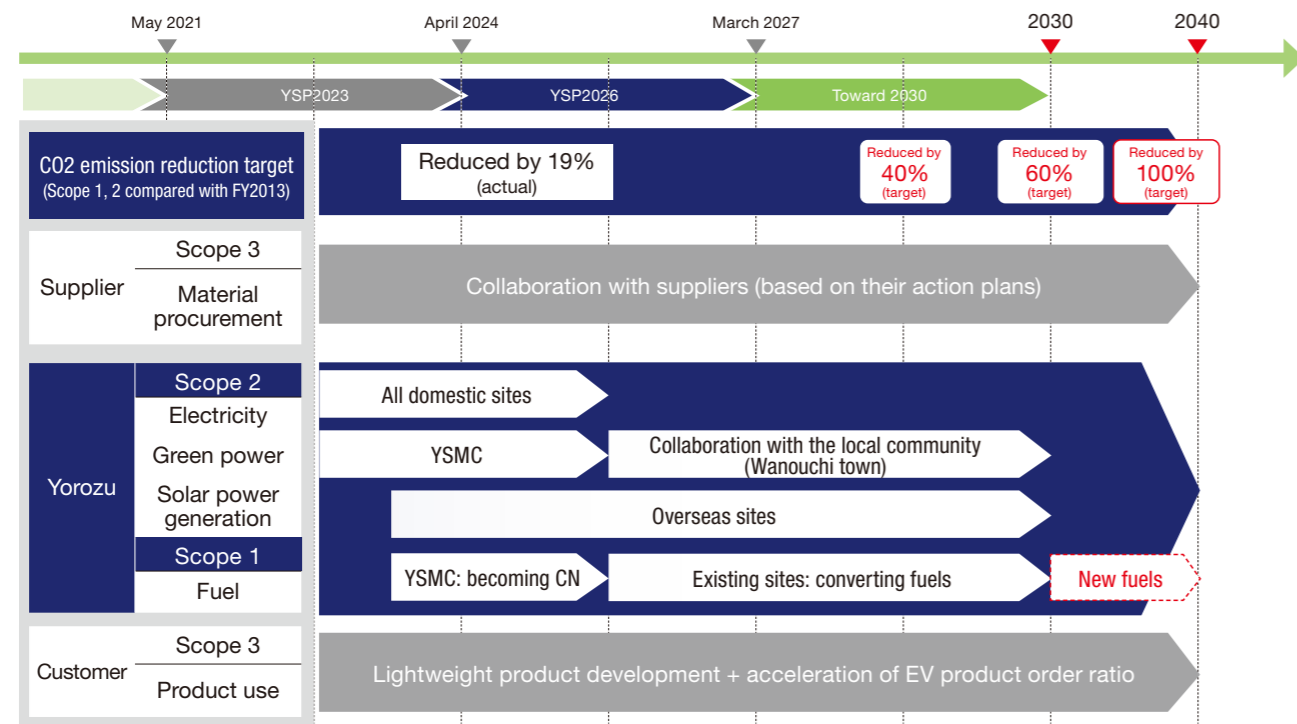 May 2021
April 2024
March 2027
2030
2040
YSP2023
YSP2026
Toward 2030
CO2 emission reduction target
(Scope 1, 2 compared with FY2013)
Reduced by 19%
(actual)
Reduced by
40%
(target)
Reduced by
60%
(target)
Reduced by
100%
(target)
Supplier
Scope 3
Material
procurement
Collaboration with suppliers (based on their action plans)
Yorozu
Scope 2
Electricity
Green power
Solar power
generation
Scope 1
Fuel
All domestic sites
YSMC
Collaboration with the local community
(Wanouchi town)
Overseas sites
YSMC: becoming CN
Existing sites: converting fuels
New fuels
Customer
Scope 3
Product use
Lightweight product development + acceleration of EV product order ratio